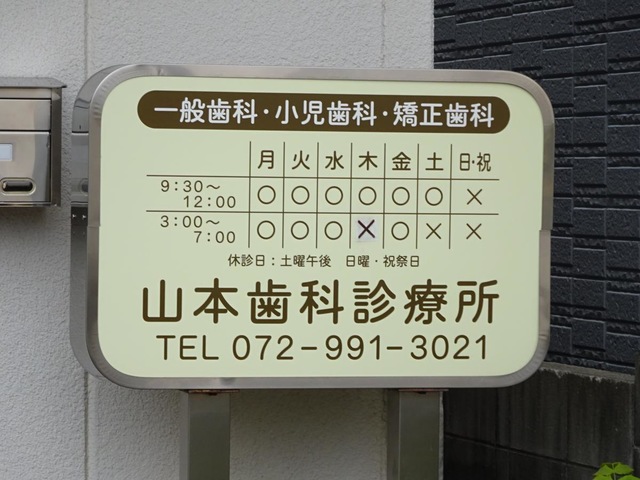 一般歯科・小児歯科・矯正歯科
月 火 水 木 金 土 日・祝
9:30〜
12:00 ○ ○ ○ ○ ○ ○ ×
3:00〜
7:00 ○ ○ ○ × ○ × ×
休診日：土曜午後 日曜・祝祭日
山本歯科診療所
TEL 072-991-3021